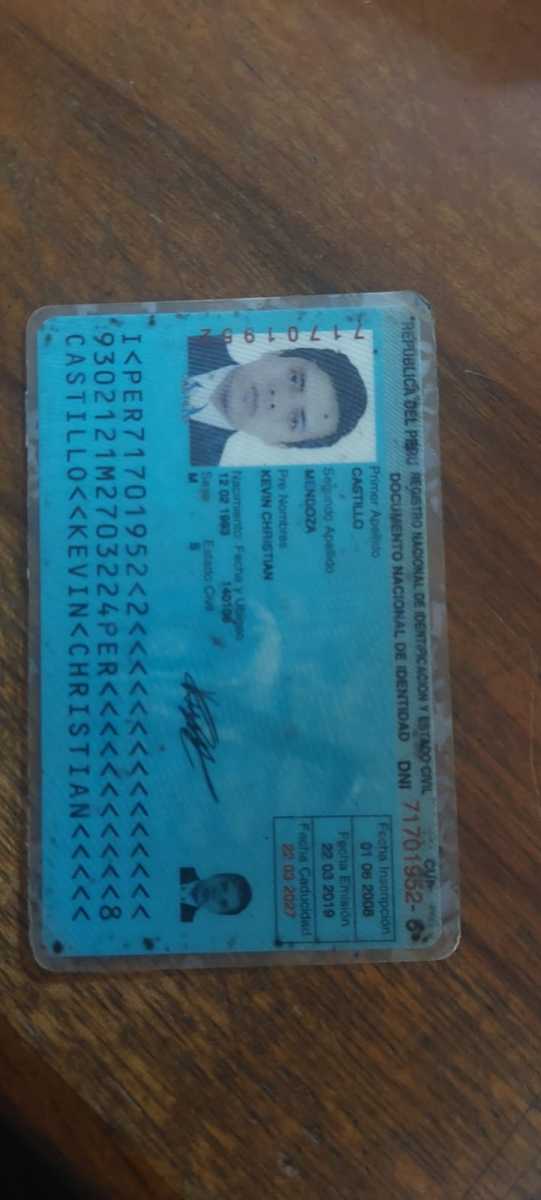 REPÚBLICA DEL PERÚ REGISTRO NACIONAL DE IDENTIFICACIÓN Y ESTADO CIVIL
DOCUMENTO NACIONAL DE IDENTIDAD DNI 71701952-6
CUI
71701952
Primer Apellido
CASTILLO
Segundo Apellido
MENDOZA
Pre Nombres
KEVIN CHRISTIAN
Nacimiento: Fecha y Ubigeo
12 02 1993 140106
Sexo Estado Civil
M S
Fecha Inscripción
01 06 2008
Fecha Emisión
22 03 2019
Fecha Caducidad
22 03 2027
I<PER71701952<2<<<<<<<<<<<<<<<
9302121M2703224PER<<<<<<<<<<<8
CASTILLO<<KEVIN<CHRISTIAN<<<<<